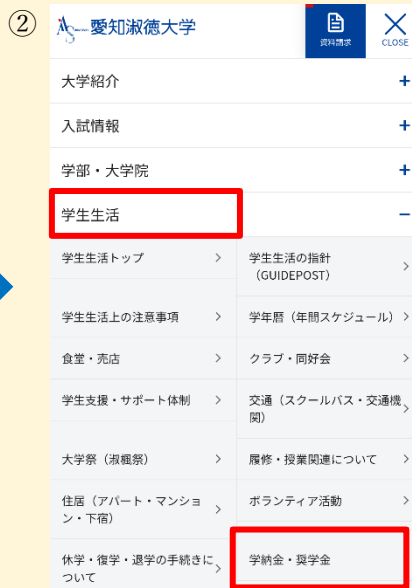 ②
愛知淑徳大学
資料請求
CLOSE
大学紹介
入試情報
学部・大学院
学生生活
学生生活トップ
学生生活の指針
（GUIDEPOST）
学生生活上の注意事項
学年暦（年間スケジュール）
食堂・売店
クラブ・同好会
学生支援・サポート体制
交通（スクールバス・交通機
関）
大学祭（淑楓祭）
履修・授業関連について
住居（アパート・マンショ
ン・下宿）
ボランティア活動
休学・復学・退学の手続きに
ついて
学納金・奨学金